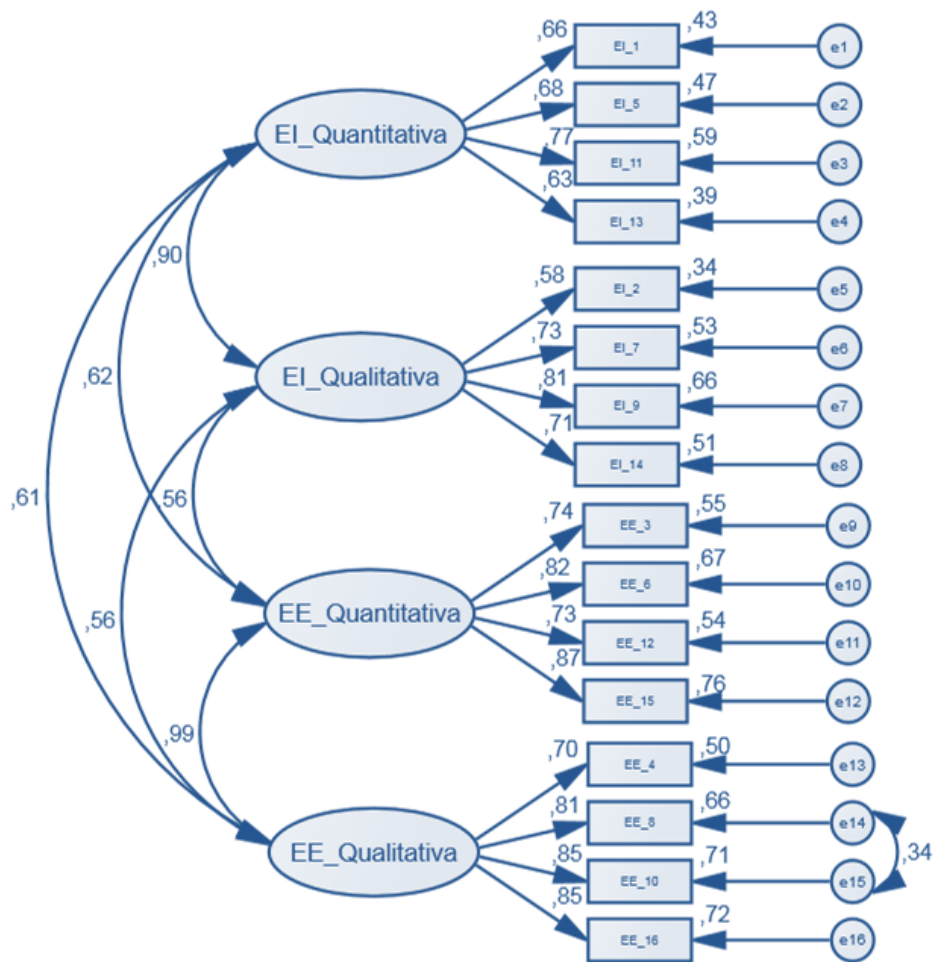 ,66 EI_1 ,43 e1
,68 EI_5 ,47 e2
EI_Quantitativa
,77 EI_11 ,59 e3
,63 EI_13 ,39 e4
,90
,58 EI_2 ,34 e5
,73 EI_7 ,53 e6
,62
EI_Qualitativa
,81 EI_9 ,66 e7
,71 EI_14 ,51 e8
,61
,56
,74 EE_3 ,55 e9
,82 EE_6 ,67 e10
EE_Quantitativa
,56
,73 EE_12 ,54 e11
,87 EE_15 ,76 e12
,99
,70 EE_4 ,50 e13
,81 EE_8 ,66 e14
EE_Qualitativa
,34
,85 EE_10 ,71 e15
,85 EE_16 ,72 e16